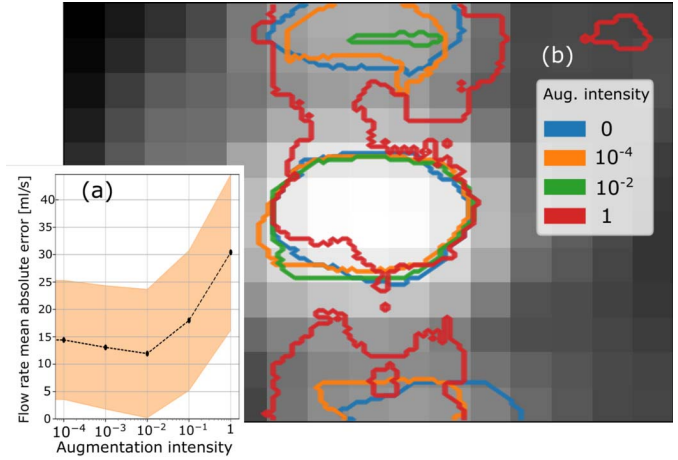 (b)
Aug. intensity
0
10⁻⁴
10⁻²
1
(a)
Flow rate mean absolute error [ml/s]
40
35
30
25
20
15
10
5
0
10⁻⁴ 10⁻³ 10⁻² 10⁻¹ 1
Augmentation intensity